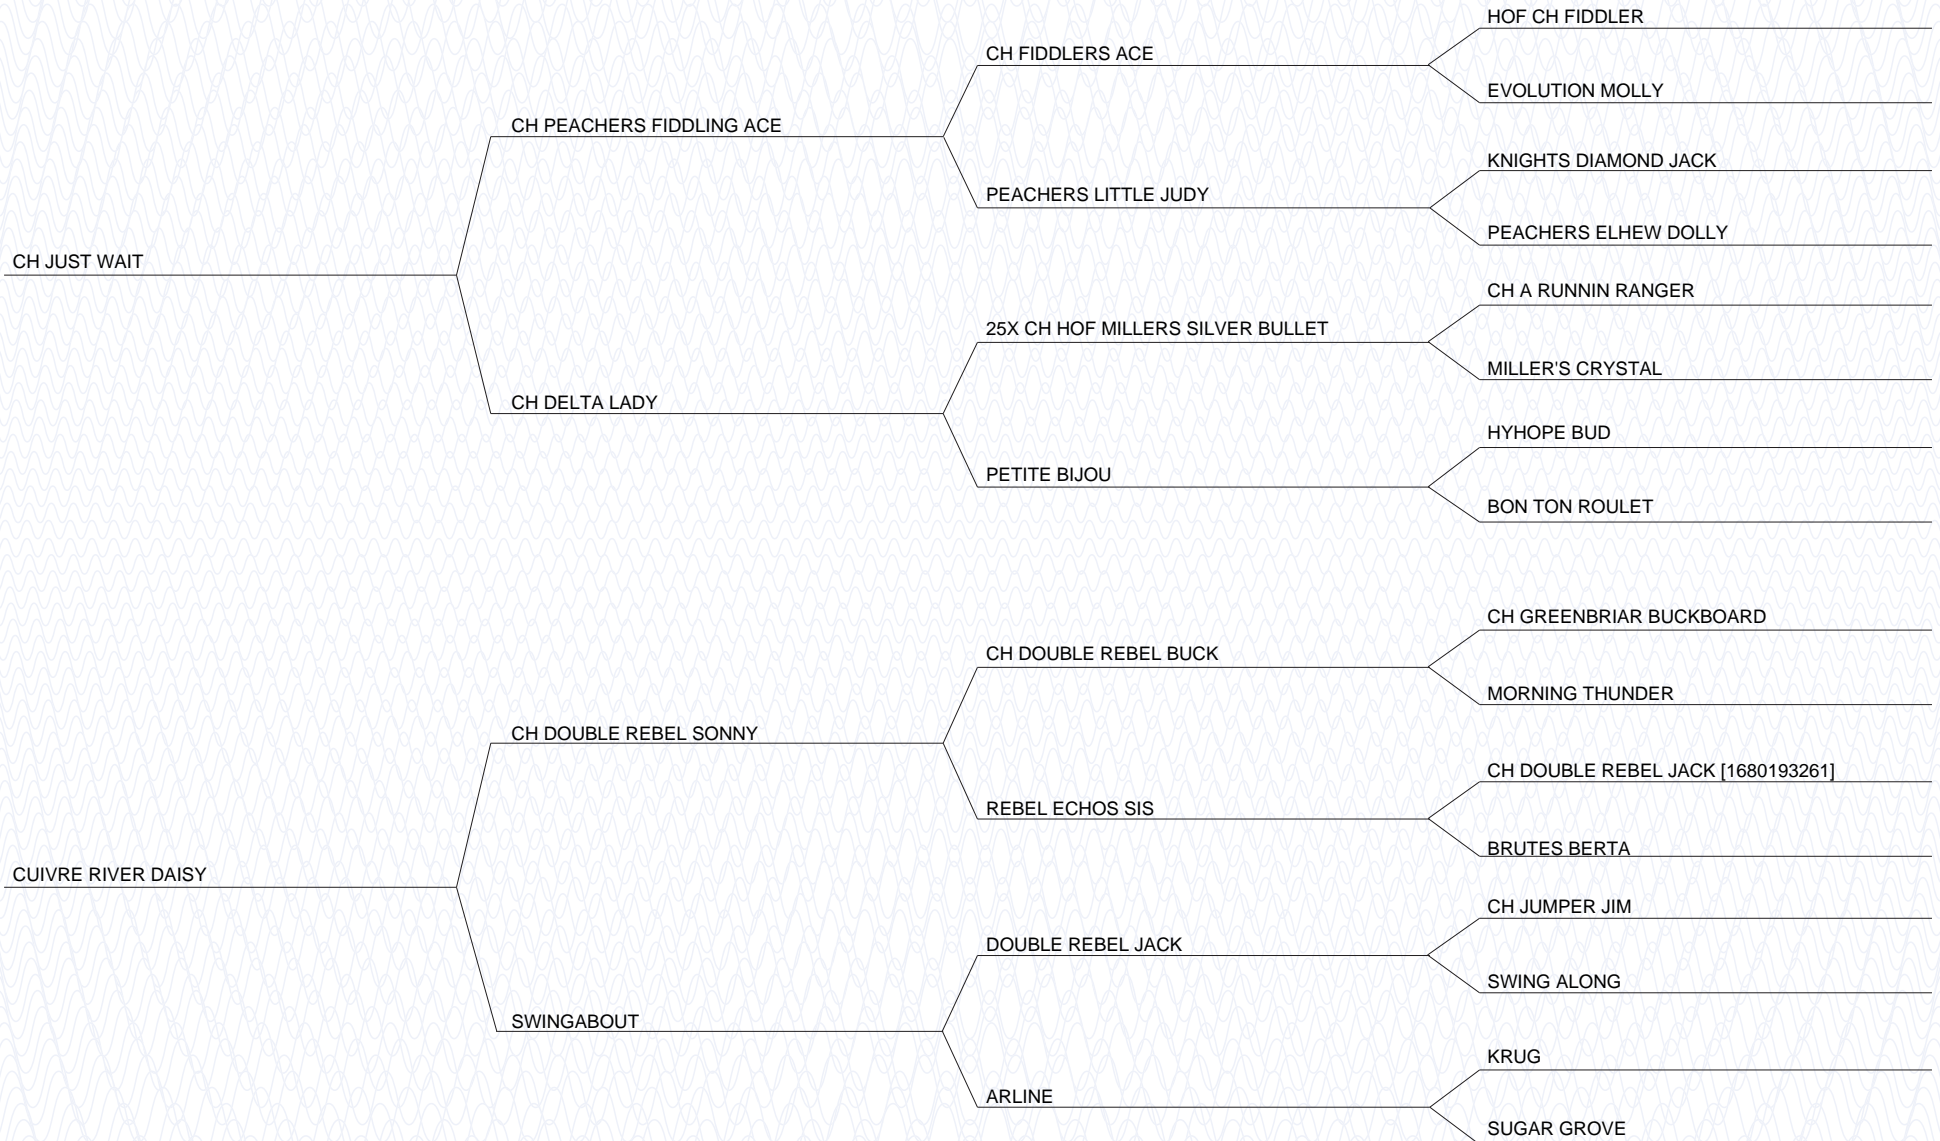 HOF CH FIDDLER
CH FIDDLERS ACE
EVOLUTION MOLLY
CH PEACHERS FIDDLING ACE
KNIGHTS DIAMOND JACK
PEACHERS LITTLE JUDY
PEACHERS ELHEW DOLLY
CH JUST WAIT
CH A RUNNIN RANGER
25X CH HOF MILLERS SILVER BULLET
MILLER'S CRYSTAL
CH DELTA LADY
HYHOPE BUD
PETITE BIJOU
BON TON ROULET
CH GREENBRIAR BUCKBOARD
CH DOUBLE REBEL BUCK
MORNING THUNDER
CH DOUBLE REBEL SONNY
CH DOUBLE REBEL JACK [1680193261]
REBEL ECHOS SIS
BRUTES BERTA
CUIVRE RIVER DAISY
CH JUMPER JIM
DOUBLE REBEL JACK
SWING ALONG
SWINGABOUT
KRUG
ARLINE
SUGAR GROVE